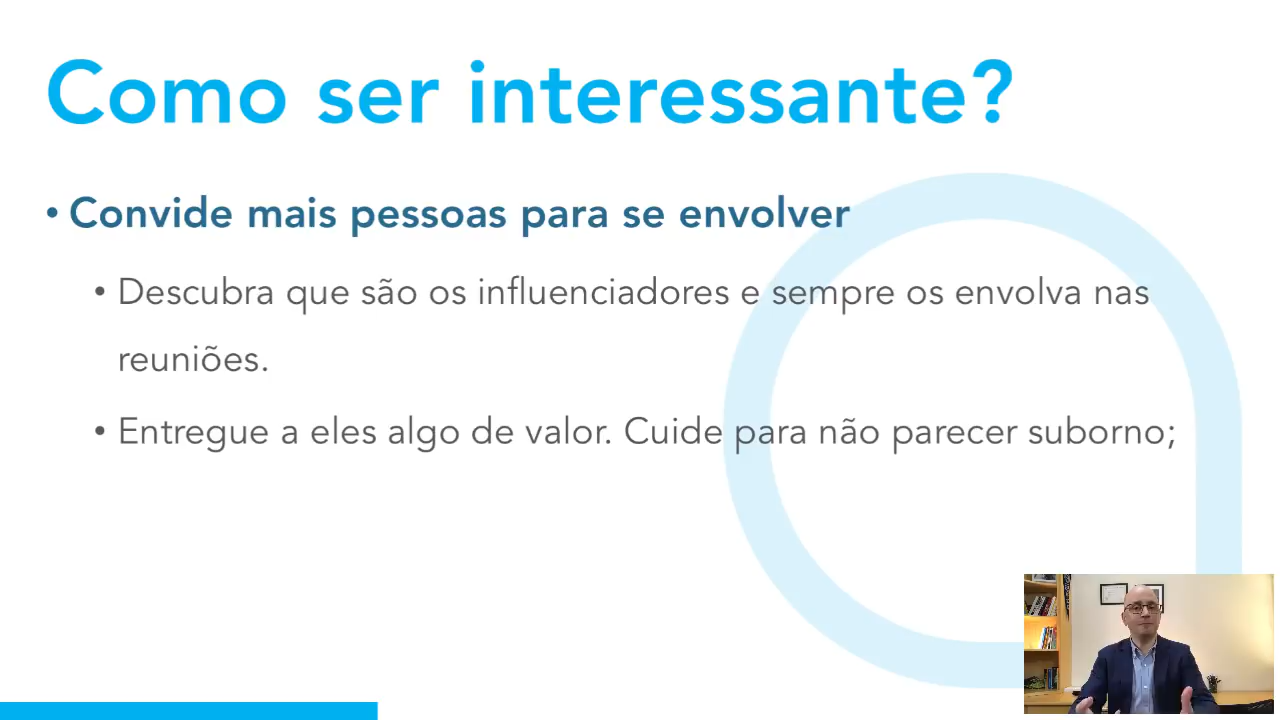 Como ser interessante?
• Convide mais pessoas para se envolver
• Descubra que são os influenciadores e sempre os envolva nas
reuniões.
• Entregue a eles algo de valor. Cuide para não parecer suborno;